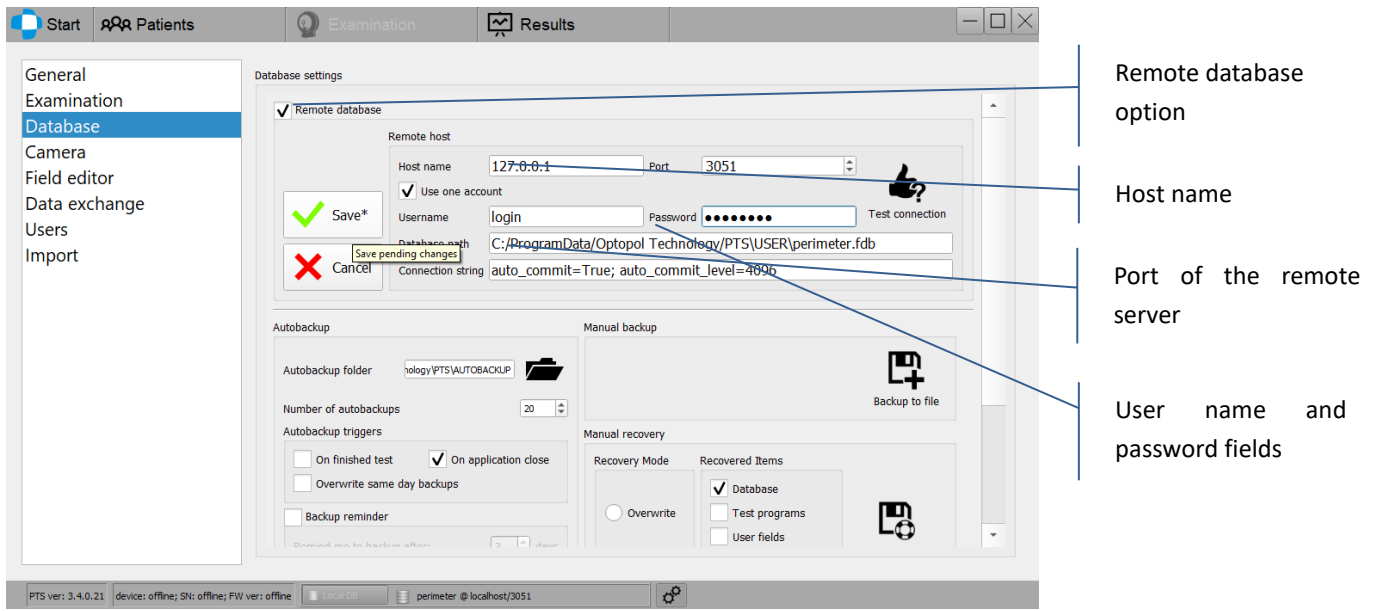 Start Patients Examination Results
General
Examination
Database
Camera
Field editor
Data exchange
Users
Import
Database settings
Remote database
Remote host
Host name 127.0.0.1 Port 3051
Use one account
Save* Username login Password ●●●●●●●● Test connection
Database path C:/ProgramData/Optopol Technology/PTS\USER\perimeter.fdb
Save pending changes
Cancel Connection string auto_commit=True; auto_commit_level=4096
Autobackup
Autobackup folder nology\PTS\AUTOBACKUP
Number of autobackups 20
Autobackup triggers
On finished test On application close
Overwrite same day backups
Backup reminder
Remind me to backup after: days
Manual backup
Backup to file
Manual recovery
Recovery Mode Recovered Items
Overwrite
Database
Test programs
User fields
PTS ver: 3.4.0.21 device: offline; SN: offline; FW ver: offline Local DB perimeter @ localhost/3051
Remote database
option
Host name
Port of the remote
server
User name and
password fields